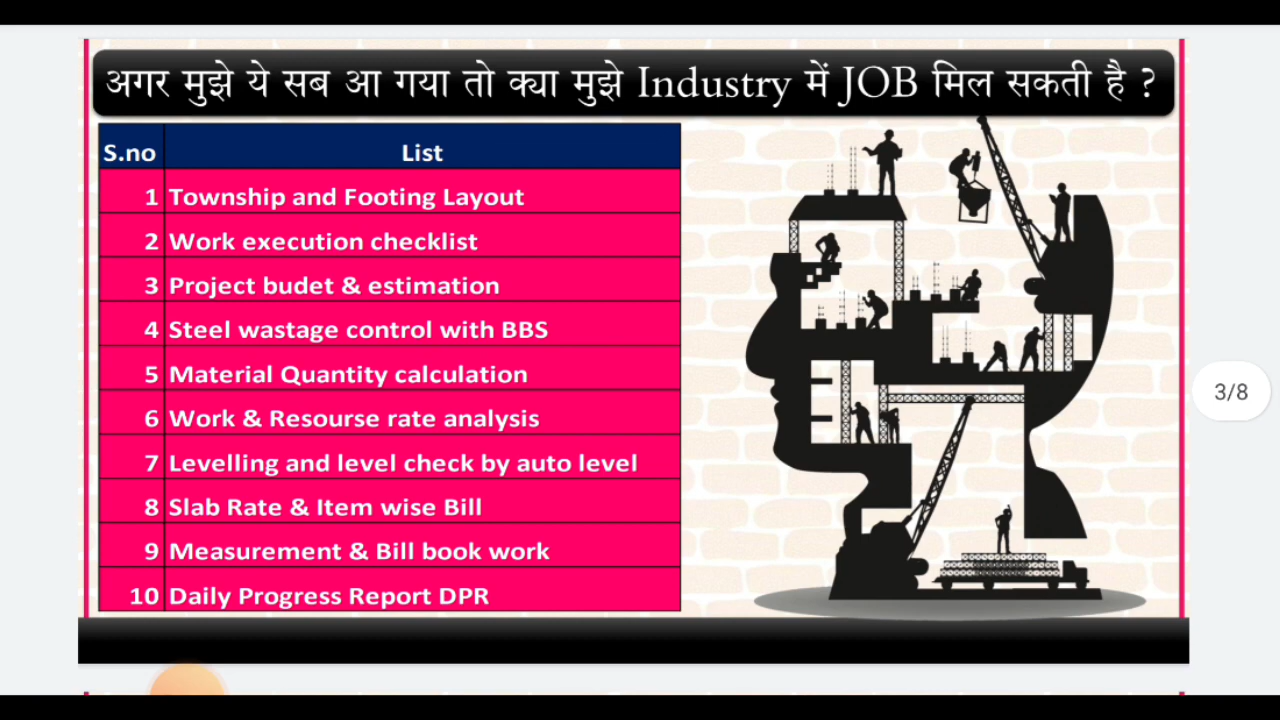 अगर मुझे ये सब आ गया तो क्या मुझे Industry में JOB मिल सकती है ?
S.no List
1 Township and Footing Layout
2 Work execution checklist
3 Project budet & estimation
4 Steel wastage control with BBS
5 Material Quantity calculation
6 Work & Resourse rate analysis
7 Levelling and level check by auto level
8 Slab Rate & Item wise Bill
9 Measurement & Bill book work
10 Daily Progress Report DPR
3/8